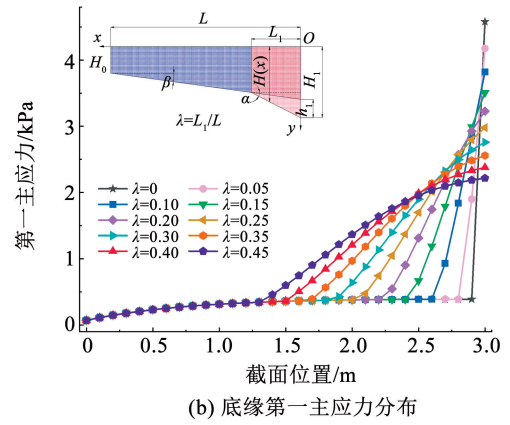 L
L₁
x
O
H₀
β
H(x)
H₁
α
h₁
y
λ=L₁/L
λ=0
λ=0.05
λ=0.10
λ=0.15
λ=0.20
λ=0.25
λ=0.30
λ=0.35
λ=0.40
λ=0.45
第一主应力/kPa
4
3
2
1
0
0
0.5
1.0
1.5
2.0
2.5
3.0
截面位置/m
(b) 底缘第一主应力分布